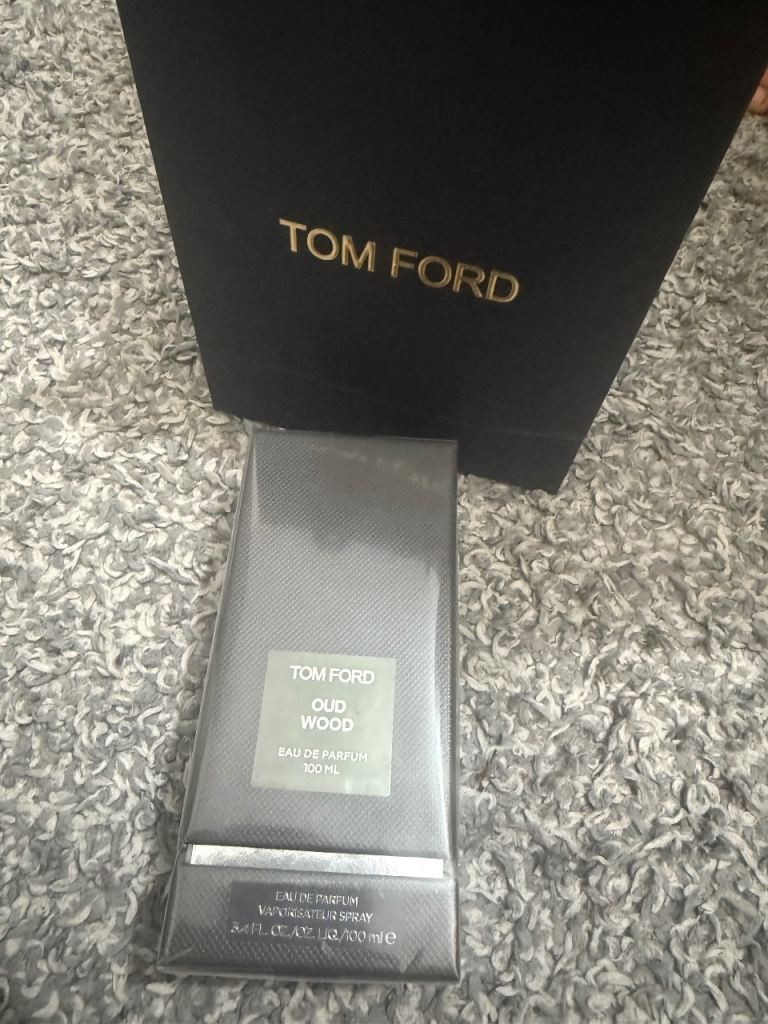 TOM FORD
TOM FORD
OUD
WOOD
EAU DE PARFUM
100 ML
EAU DE PARFUM
VAPORISATEUR SPRAY
3.4 FL. OZ./OZ. LIQ./100 ml e